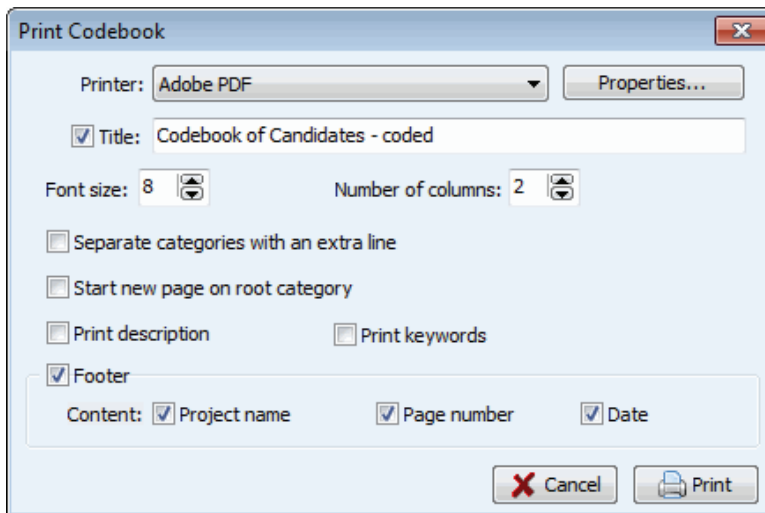 Print Codebook
Printer: Adobe PDF Properties...
Title: Codebook of Candidates - coded
Font size: 8 Number of columns: 2
Separate categories with an extra line
Start new page on root category
Print description Print keywords
Footer
Content: Project name Page number Date
Cancel Print